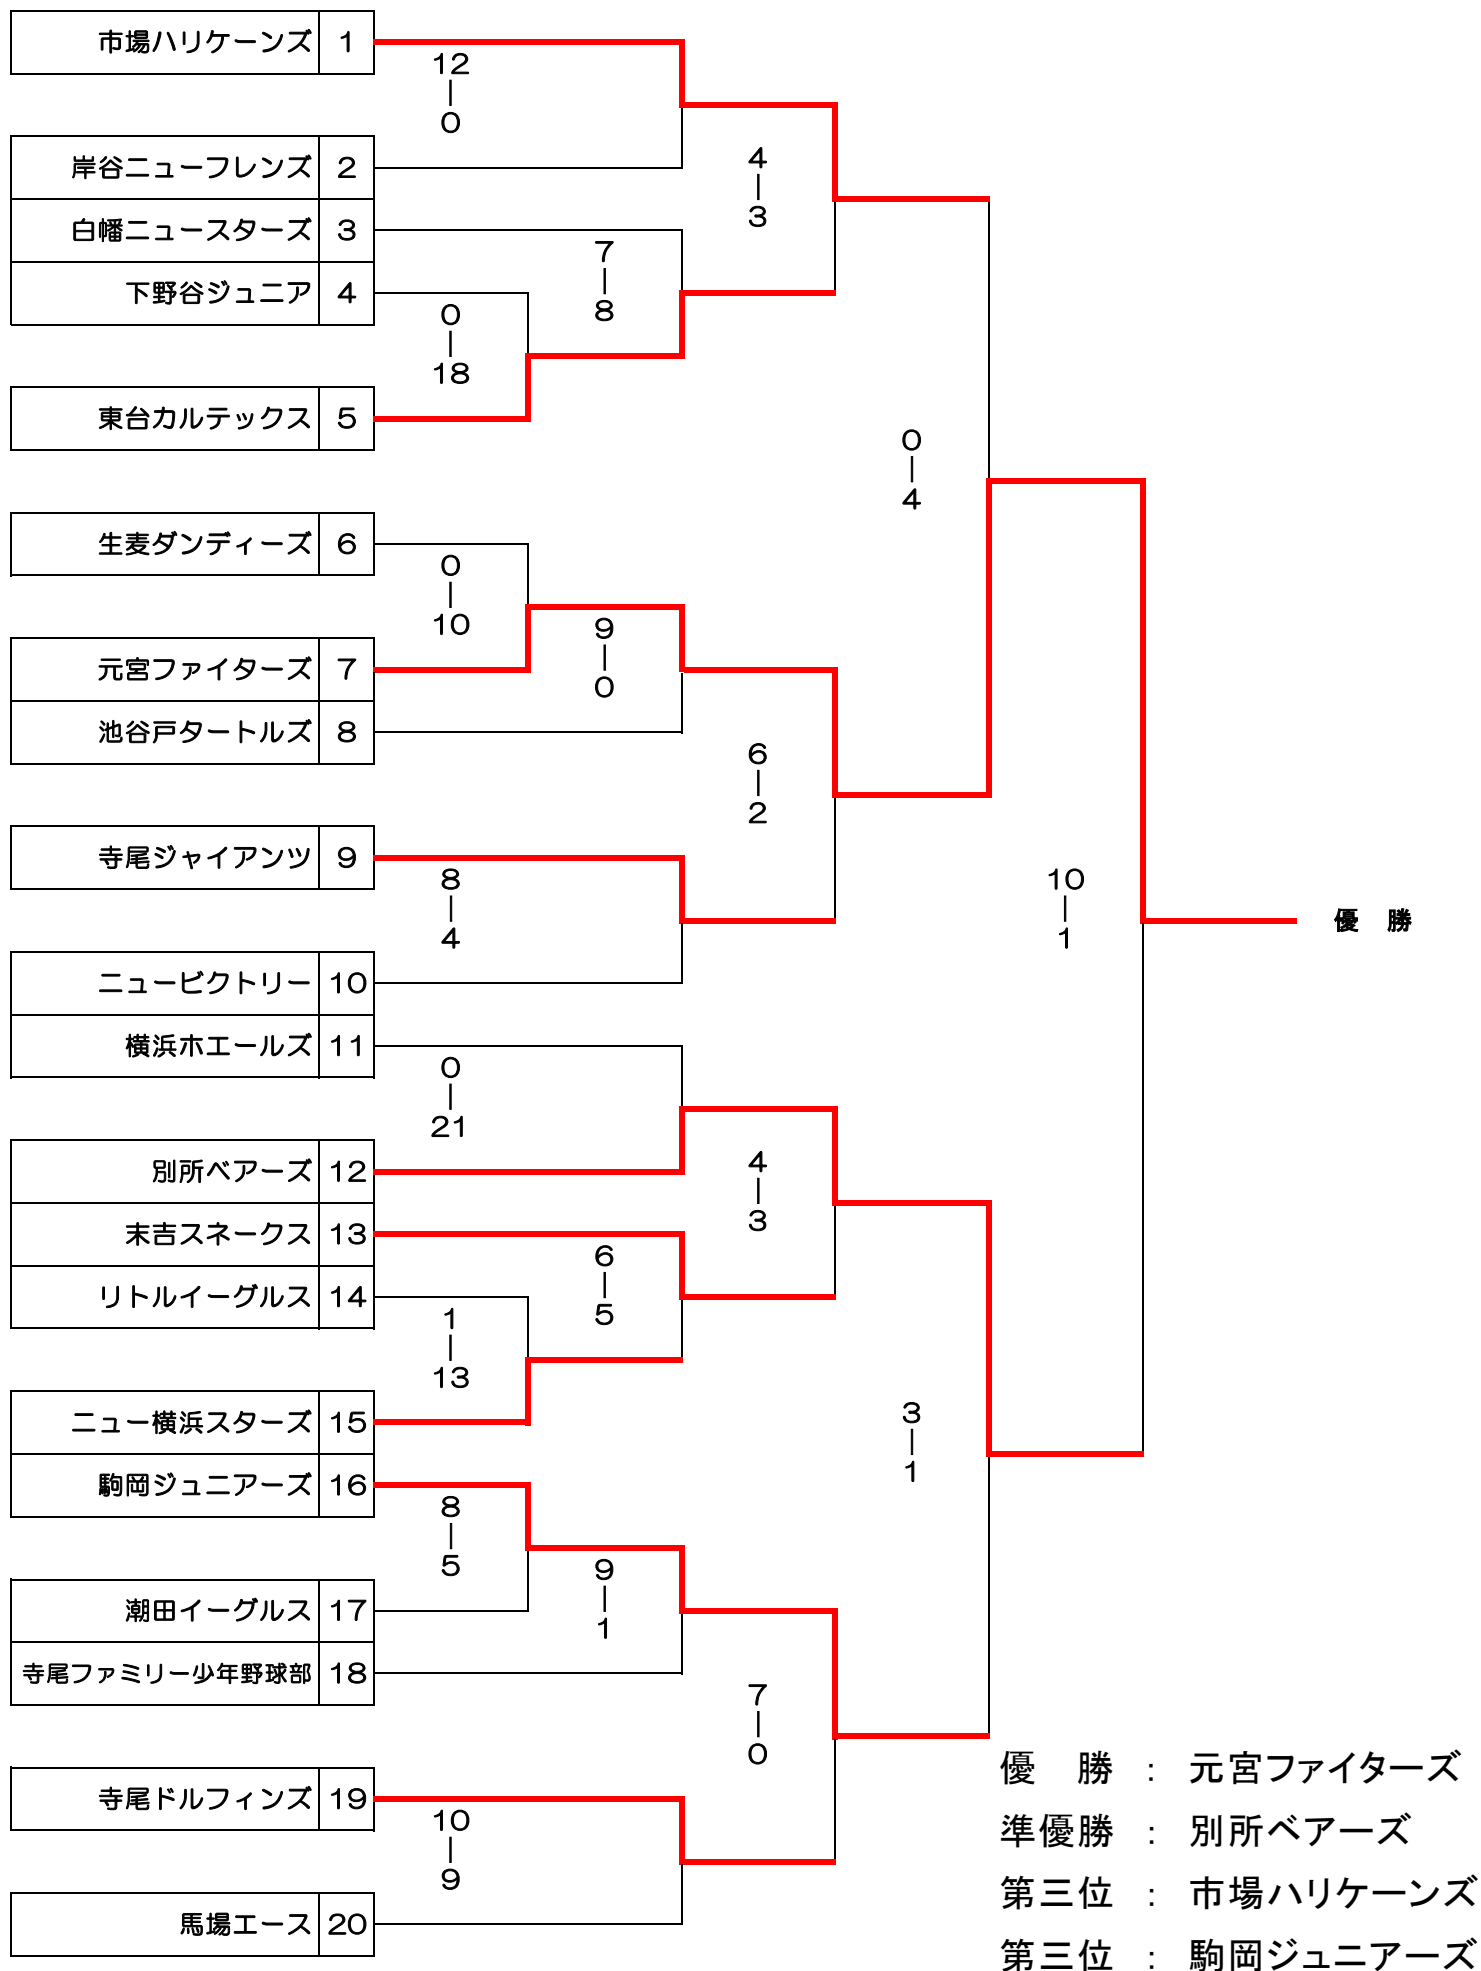 市場ハリケーンズ 1
12
|
0
岸谷ニューフレンズ 2
4
|
3
白幡ニュースターズ 3
7
|
8
下野谷ジュニア 4
0
|
18
東台カルテックス 5
0
|
4
生麦ダンディーズ 6
0
|
10
元宮ファイターズ 7
9
|
0
池谷戸タートルズ 8
6
|
2
寺尾ジャイアンツ 9
8
|
4
10
|
1
優　勝
ニュービクトリー 10
横浜ホエールズ 11
0
|
21
別所ベアーズ 12
4
|
3
末吉スネークス 13
6
|
5
リトルイーグルス 14
1
|
13
ニュー横浜スターズ 15
3
|
1
駒岡ジュニアーズ 16
8
|
5
潮田イーグルス 17
9
|
1
寺尾ファミリー少年野球部 18
7
|
0
寺尾ドルフィンズ 19
10
|
9
馬場エース 20
優　勝　：　元宮ファイターズ
準優勝　：　別所ベアーズ
第三位　：　市場ハリケーンズ
第三位　：　駒岡ジュニアーズ